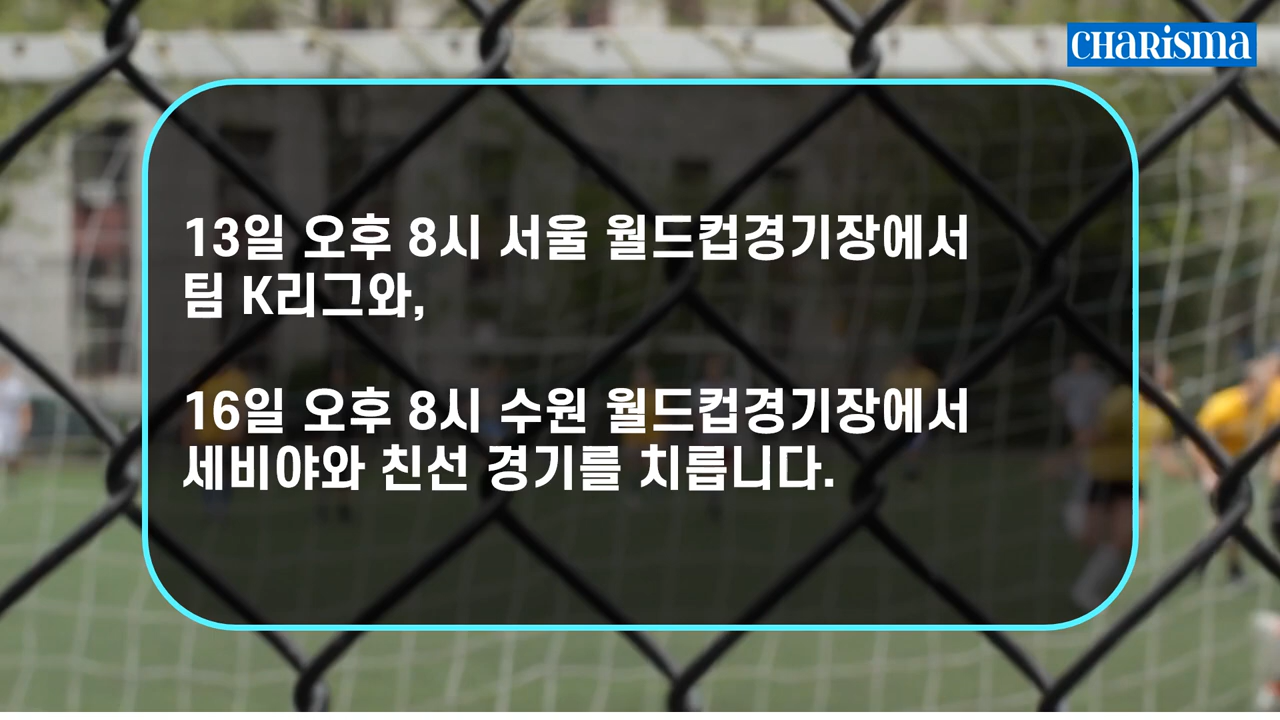 CHARiSMA
13일 오후 8시 서울 월드컵경기장에서
팀 K리그와,
16일 오후 8시 수원 월드컵경기장에서
세비야와 친선 경기를 치릅니다.